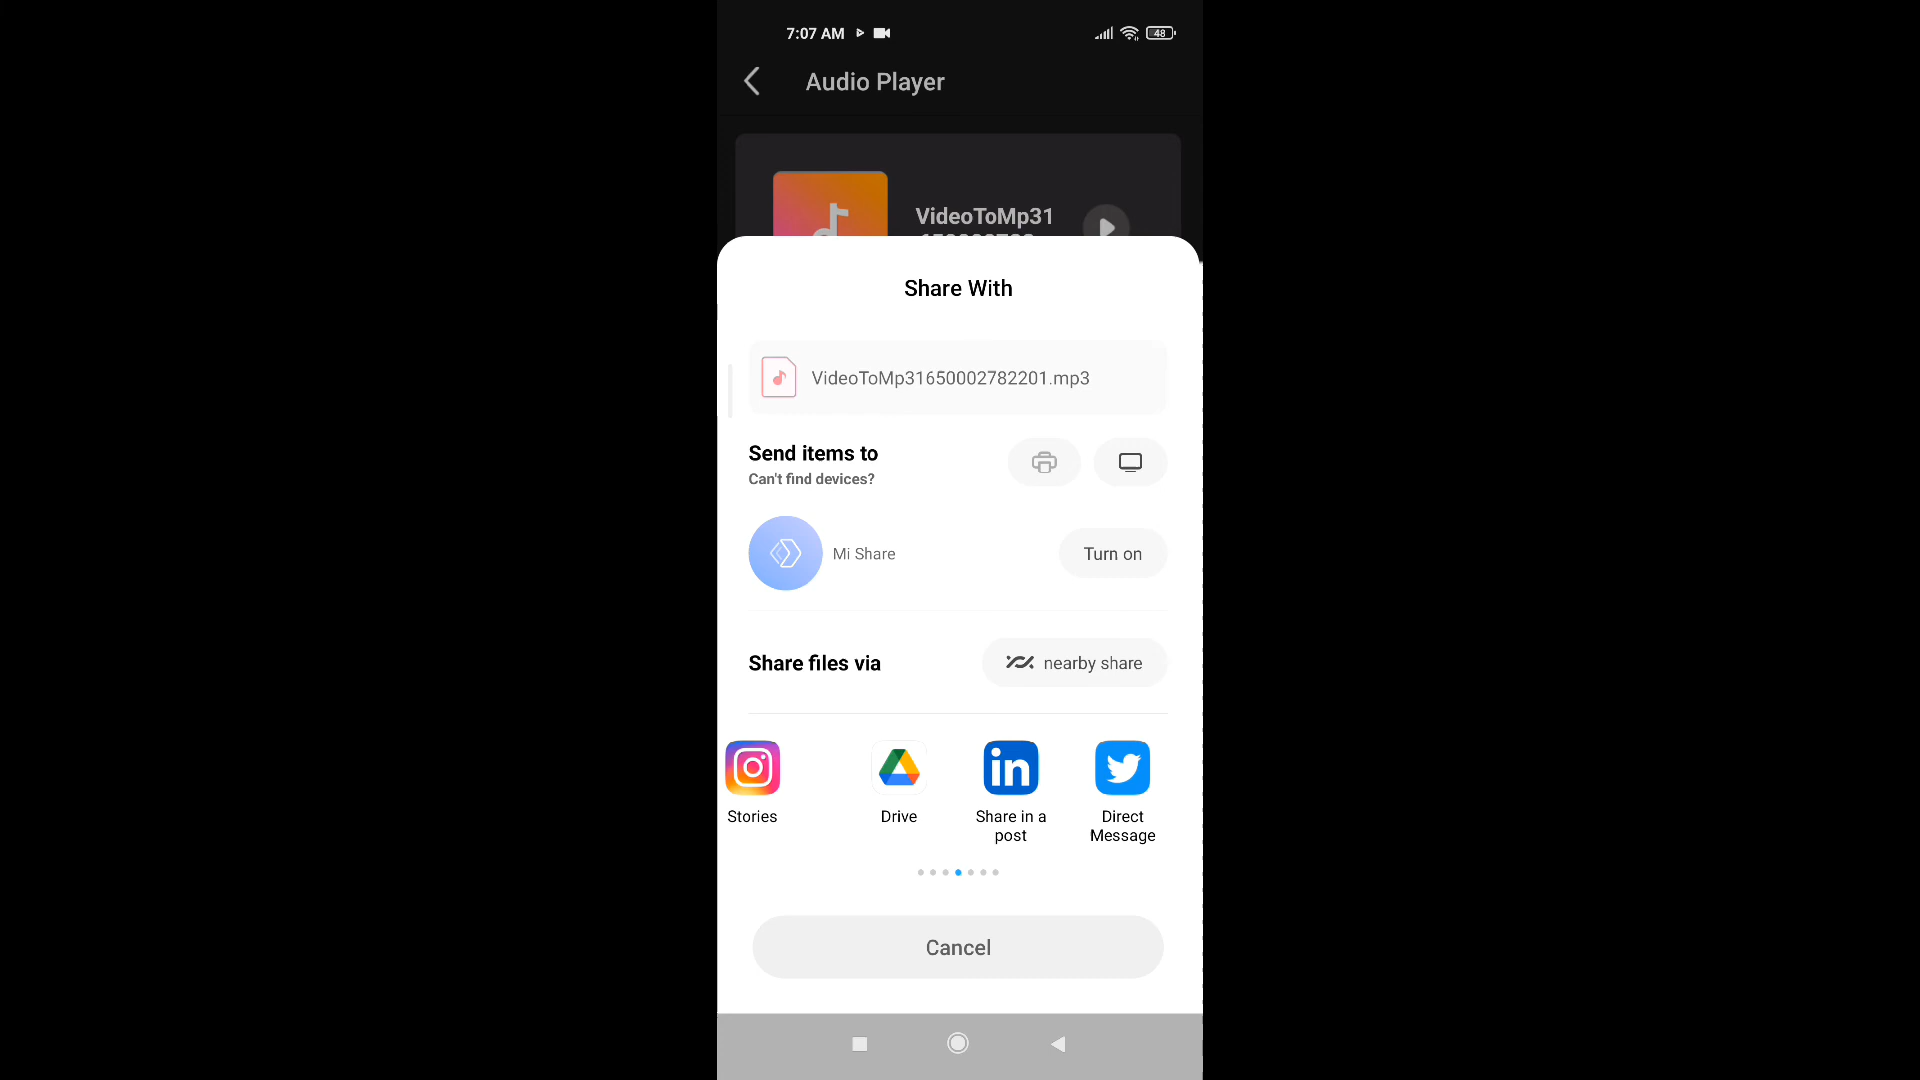 7:07 AM
48
Audio Player
VideoToMp31
Share With
VideoToMp31650002782201.mp3
Send items to
Can't find devices?
Mi Share
Turn on
Share files via
nearby share
Stories
Drive
Share in a
post
Direct
Message
Cancel